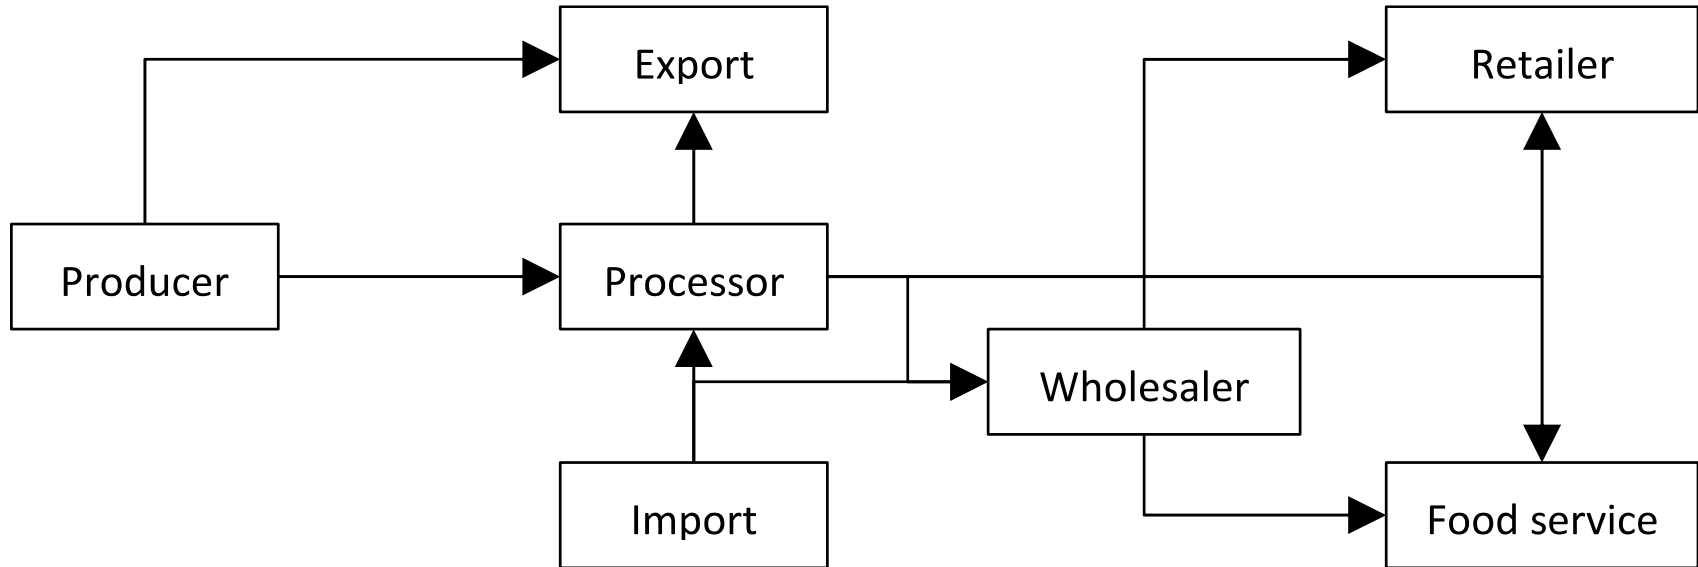 Export
Retailer
Producer
Processor
Wholesaler
Import
Food service